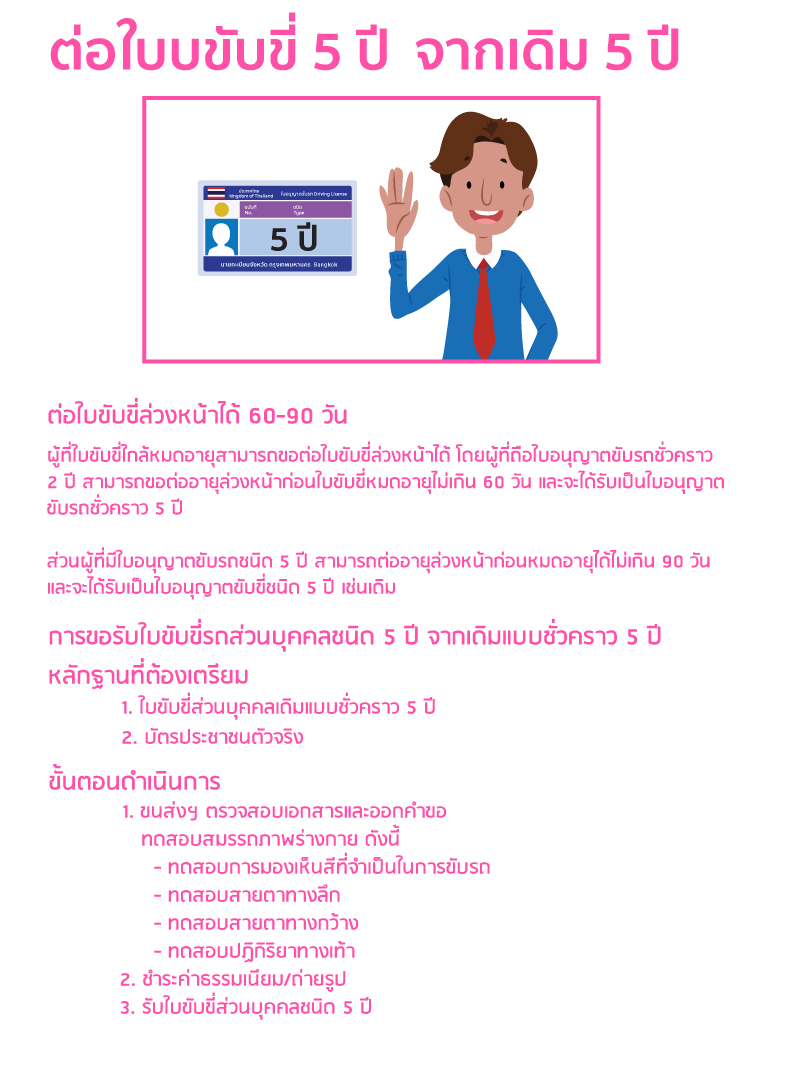 ต่อใบบขับขี่ 5 ปี จากเดิม 5 ปี
ประเทศไทย
kingdom of Thailand
ใบอนุญาตขับรถ Driving License
ฉบับที่
No.
ชนิด
Type
5 ปี
นายทะเบียนจังหวัด กรุงเทพมหานคร Bangkok
ต่อใบขับขี่ล่วงหน้าได้ 60-90 วัน
ผู้ที่ใบขับขี่ใกล้หมดอายุสามารถขอต่อใบขับขี่ล่วงหน้าได้ โดยผู้ที่ถือใบอนุญาตขับรถชั่วคราว
2 ปี สามารถขอต่ออายุล่วงหน้าก่อนใบขับขี่หมดอายุไม่เกิน 60 วัน และจะได้รับเป็นใบอนุญาต
ขับรถชั่วคราว 5 ปี
ส่วนผู้ที่มีใบอนุญาตขับรถชนิด 5 ปี สามารถต่ออายุล่วงหน้าก่อนหมดอายุได้ไม่เกิน 90 วัน
และจะได้รับเป็นใบอนุญาตขับขี่ชนิด 5 ปี เช่นเดิม
การขอรับใบขับขี่รถส่วนบุคคลชนิด 5 ปี จากเดิมแบบชั่วคราว 5 ปี
หลักฐานที่ต้องเตรียม
1. ใบขับขี่ส่วนบุคคลเดิมแบบชั่วคราว 5 ปี
2. บัตรประชาชนตัวจริง
ขั้นตอนดำเนินการ
1. ขนส่งฯ ตรวจสอบเอกสารและออกคำขอ
ทดสอบสมรรถภาพร่างกาย ดังนี้
- ทดสอบการมองเห็นสีที่จำเป็นในการขับรถ
- ทดสอบสายตาทางลึก
- ทดสอบสายตาทางกว้าง
- ทดสอบปฏิกิริยาทางเท้า
2. ชำระค่าธรรมเนียม/ถ่ายรูป
3. รับใบขับขี่ส่วนบุคคลชนิด 5 ปี